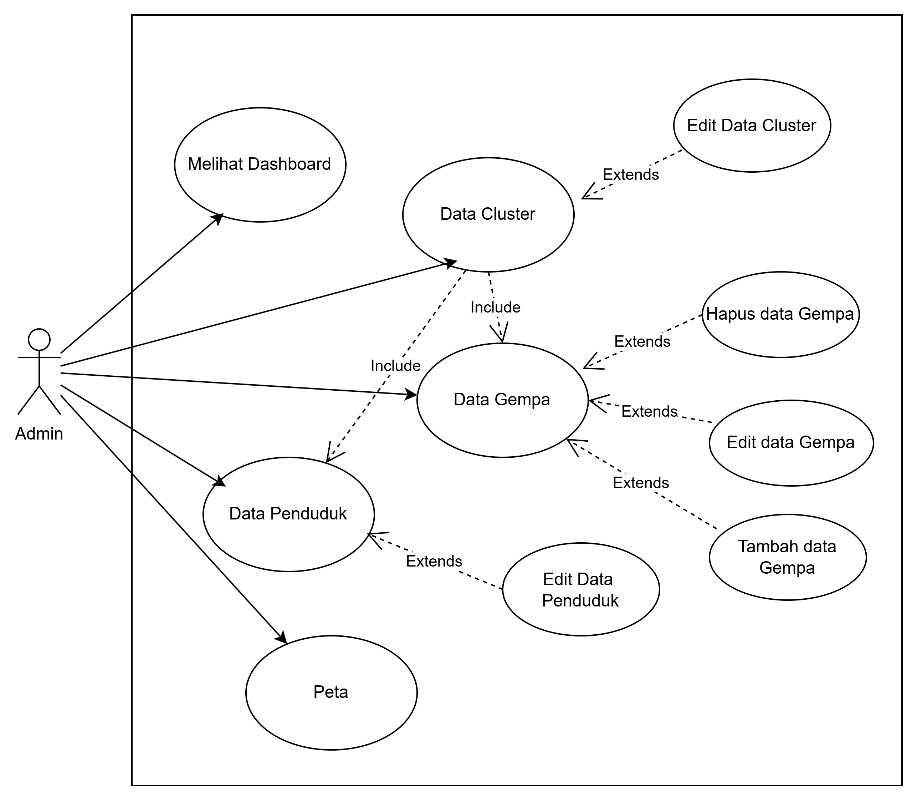 Edit Data Cluster
Melihat Dashboard
Extends
Data Cluster
Include
Hapus data Gempa
Extends
Include
Data Gempa
Extends
Edit data Gempa
Admin
Extends
Data Penduduk
Tambah data
Gempa
Extends
Edit Data
Penduduk
Peta